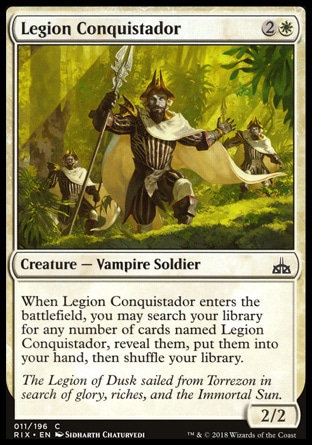 Legion Conquistador 2
Creature — Vampire Soldier
When Legion Conquistador enters the
battlefield, you may search your library
for any number of cards named Legion
Conquistador, reveal them, put them into
your hand, then shuffle your library.
The Legion of Dusk sailed from Torrezon in
search of glory, riches, and the Immortal Sun.
2/2
011/196 C
RIX • EN Sidharth Chaturvedi
™ & © 2018 Wizards of the Coast